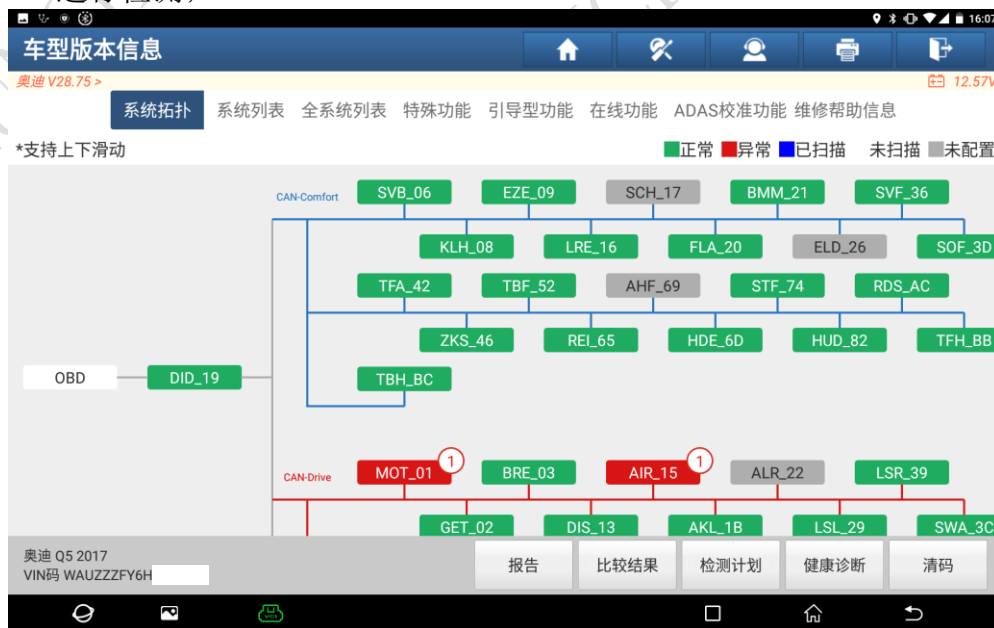 16:07
车型版本信息
奥迪 V28.75 >
12.57V
系统拓扑 系统列表 全系统列表 特殊功能 引导型功能 在线功能 ADAS校准功能 维修帮助信息
*支持上下滑动
正常 异常 已扫描 未扫描 未配置
CAN-Comfort SVB_06 EZE_09 SCH_17 BMM_21 SVF_36
KLH_08 LRE_16 FLA_20 ELD_26 SOF_3D
TFA_42 TBF_52 AHF_69 STF_74 RDS_AC
ZKS_46 REI_65 HDE_6D HUD_82 TFH_BB
OBD DID_19 TBH_BC
CAN-Drive MOT_01 1 BRE_03 AIR_15 1 ALR_22 LSR_39
GET_02 DIS_13 AKL_1B LSL_29 SWA_3C
奥迪 Q5 2017
VIN码 WAUZZZFY6H
报告 比较结果 检测计划 健康诊断 清码